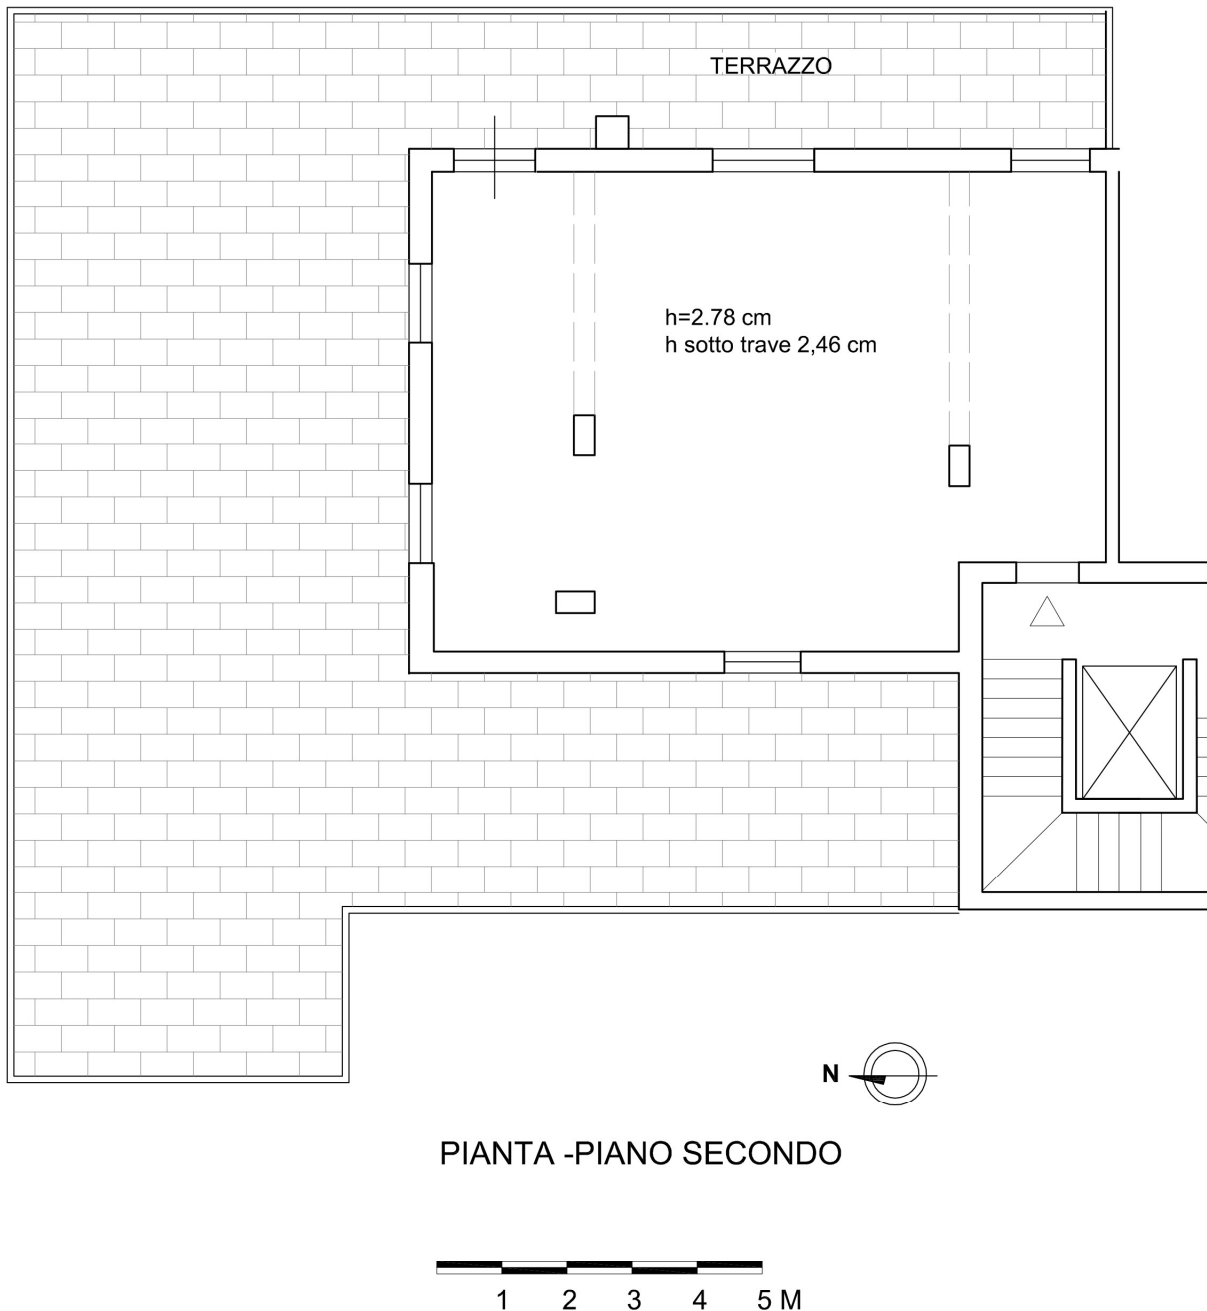 TERRAZZO
h=2.78 cm
h sotto trave 2,46 cm
N
PIANTA -PIANO SECONDO
1 2 3 4 5 M